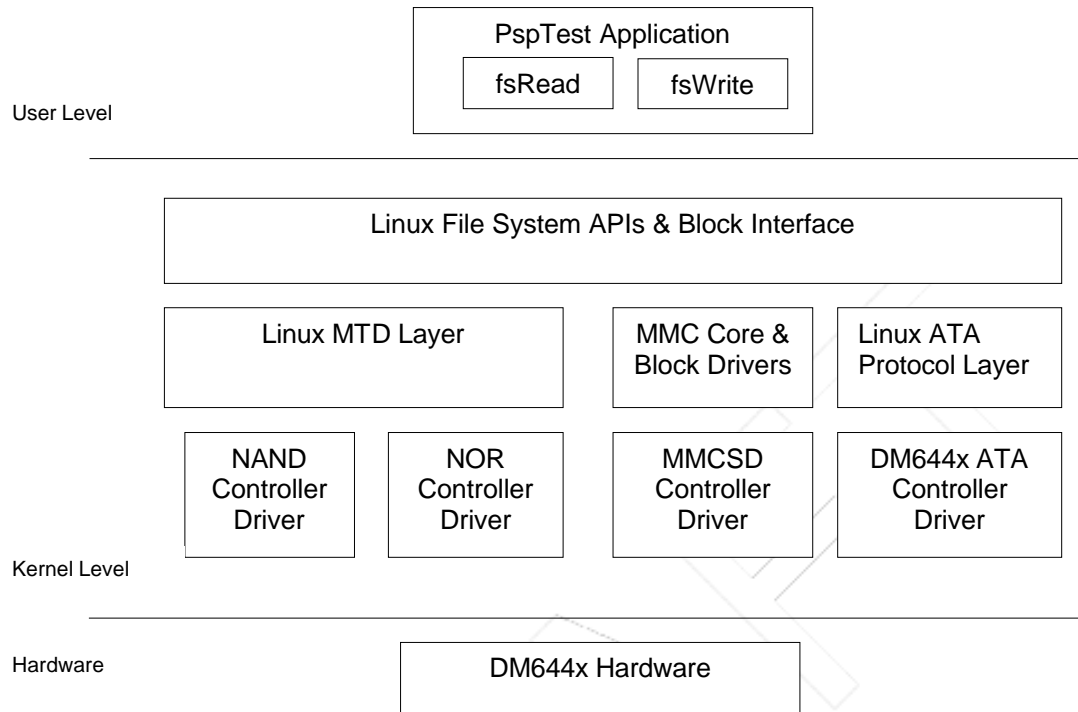 PspTest Application
fsRead
fsWrite
User Level
Linux File System APIs & Block Interface
Linux MTD Layer
MMC Core &
Block Drivers
Linux ATA
Protocol Layer
NAND
Controller
Driver
NOR
Controller
Driver
MMCSD
Controller
Driver
DM644x ATA
Controller
Driver
Kernel Level
Hardware
DM644x Hardware